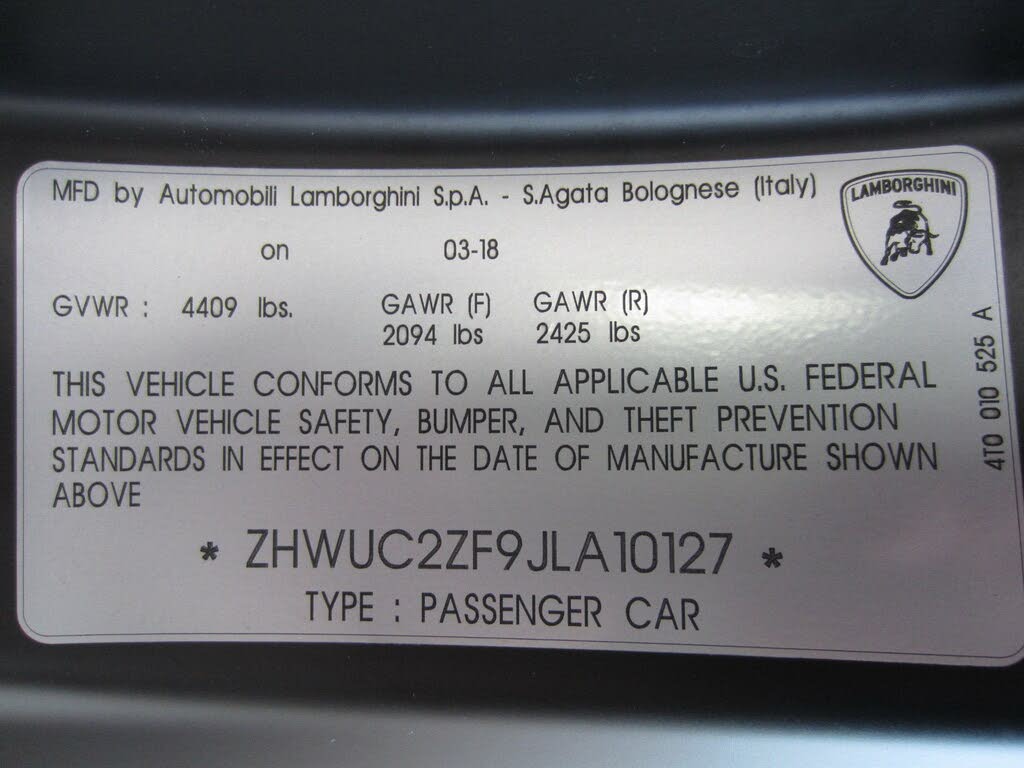 MFD by Automobili Lamborghini S.p.A. - S.Agata Bolognese (Italy)
LAMBORGHINI
on 03-18
GVWR : 4409 lbs. GAWR (F) GAWR (R)
2094 lbs 2425 lbs
THIS VEHICLE CONFORMS TO ALL APPLICABLE U.S. FEDERAL
MOTOR VEHICLE SAFETY, BUMPER, AND THEFT PREVENTION
STANDARDS IN EFFECT ON THE DATE OF MANUFACTURE SHOWN
ABOVE
* ZHWUC2ZF9JLA10127 *
TYPE : PASSENGER CAR
4T0 010 525 A